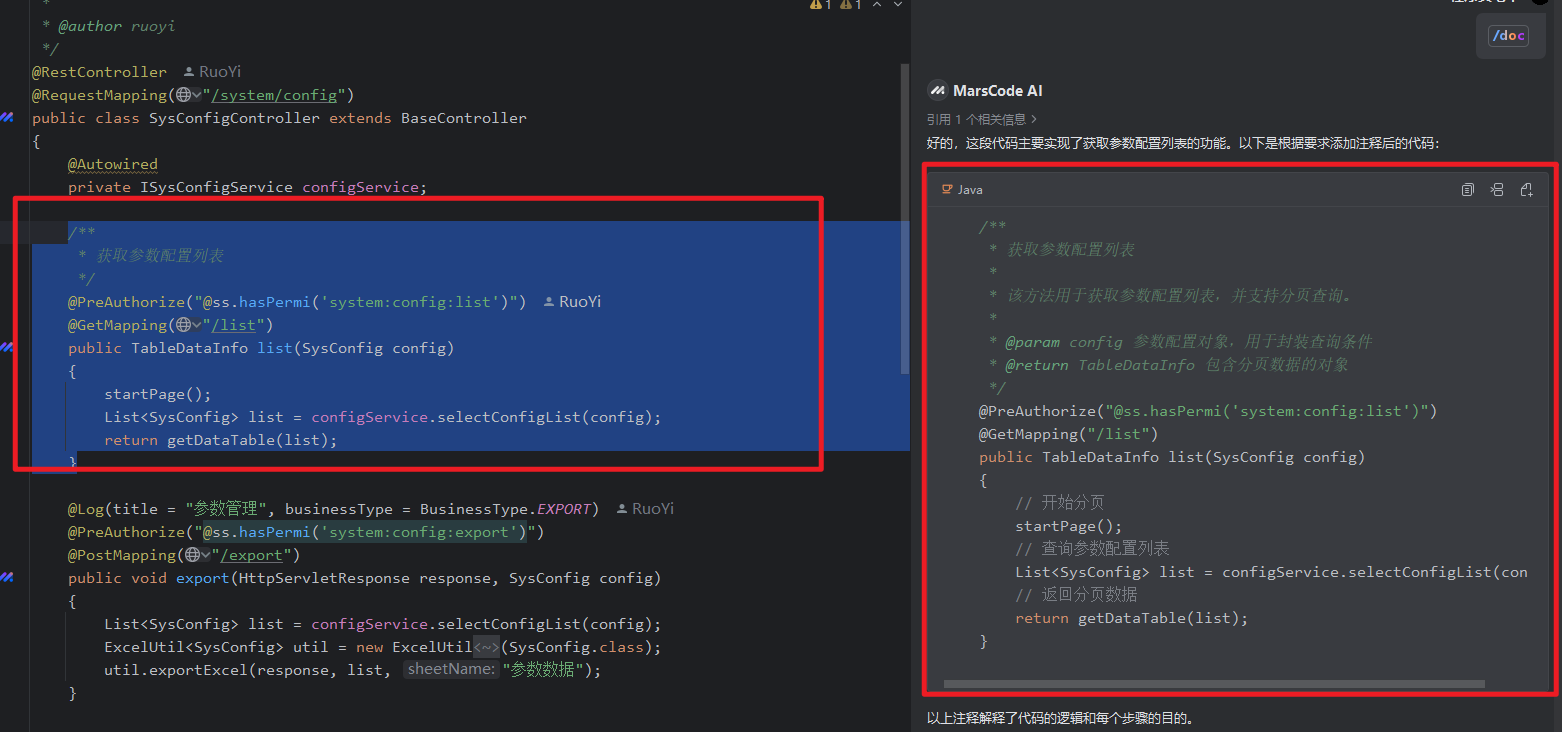 *
* @author ruoyi
*/
@RestController RuoYi
@RequestMapping("/system/config")
public class SysConfigController extends BaseController
{
@Autowired
private ISysConfigService configService;
/**
* 获取参数配置列表
*/
@PreAuthorize("@ss.hasPermi('system:config:list')") RuoYi
@GetMapping("/list")
public TableDataInfo list(SysConfig config)
{
startPage();
List<SysConfig> list = configService.selectConfigList(config);
return getDataTable(list);
}
@Log(title = "参数管理", businessType = BusinessType.EXPORT) RuoYi
@PreAuthorize("@ss.hasPermi('system:config:export')")
@PostMapping("/export")
public void export(HttpServletResponse response, SysConfig config)
{
List<SysConfig> list = configService.selectConfigList(config);
ExcelUtil<SysConfig> util = new ExcelUtil<~>(SysConfig.class);
util.exportExcel(response, list, sheetName: "参数数据");
}
1 1
/doc
MarsCode AI
引用 1 个相关信息 >
好的，这段代码主要实现了获取参数配置列表的功能。以下是根据要求添加注释后的代码：
Java
/**
* 获取参数配置列表
*
* 该方法用于获取参数配置列表，并支持分页查询。
*
* @param config 参数配置对象，用于封装查询条件
* @return TableDataInfo 包含分页数据的对象
*/
@PreAuthorize("@ss.hasPermi('system:config:list')")
@GetMapping("/list")
public TableDataInfo list(SysConfig config)
{
// 开始分页
startPage();
// 查询参数配置列表
List<SysConfig> list = configService.selectConfigList(con
// 返回分页数据
return getDataTable(list);
}
以上注释解释了代码的逻辑和每个步骤的目的。